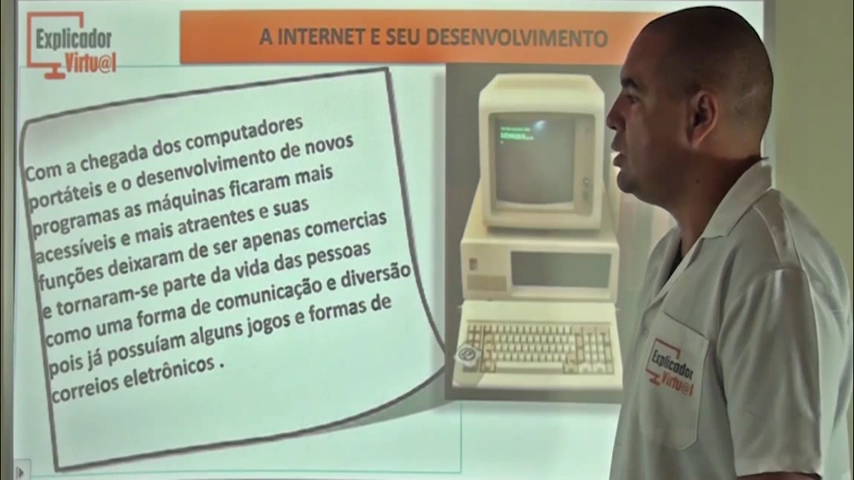 Explicador
Virtu@l
A INTERNET E SEU DESENVOLVIMENTO
Com a chegada dos computadores
portáteis e o desenvolvimento de novos
programas as máquinas ficaram mais
acessíveis e mais atraentes e suas
funções deixaram de ser apenas comercias
e tornaram-se parte da vida das pessoas
como uma forma de comunicação e diversão
pois já possuíam alguns jogos e formas de
correios eletrônicos .
Explicador
Virtu@l